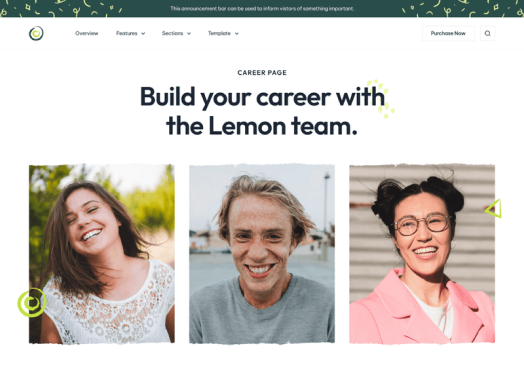 This announcement bar can be used to inform vistors of something important.
Overview Features Sections Template Purchase Now
CAREER PAGE
Build your career with
the Lemon team.